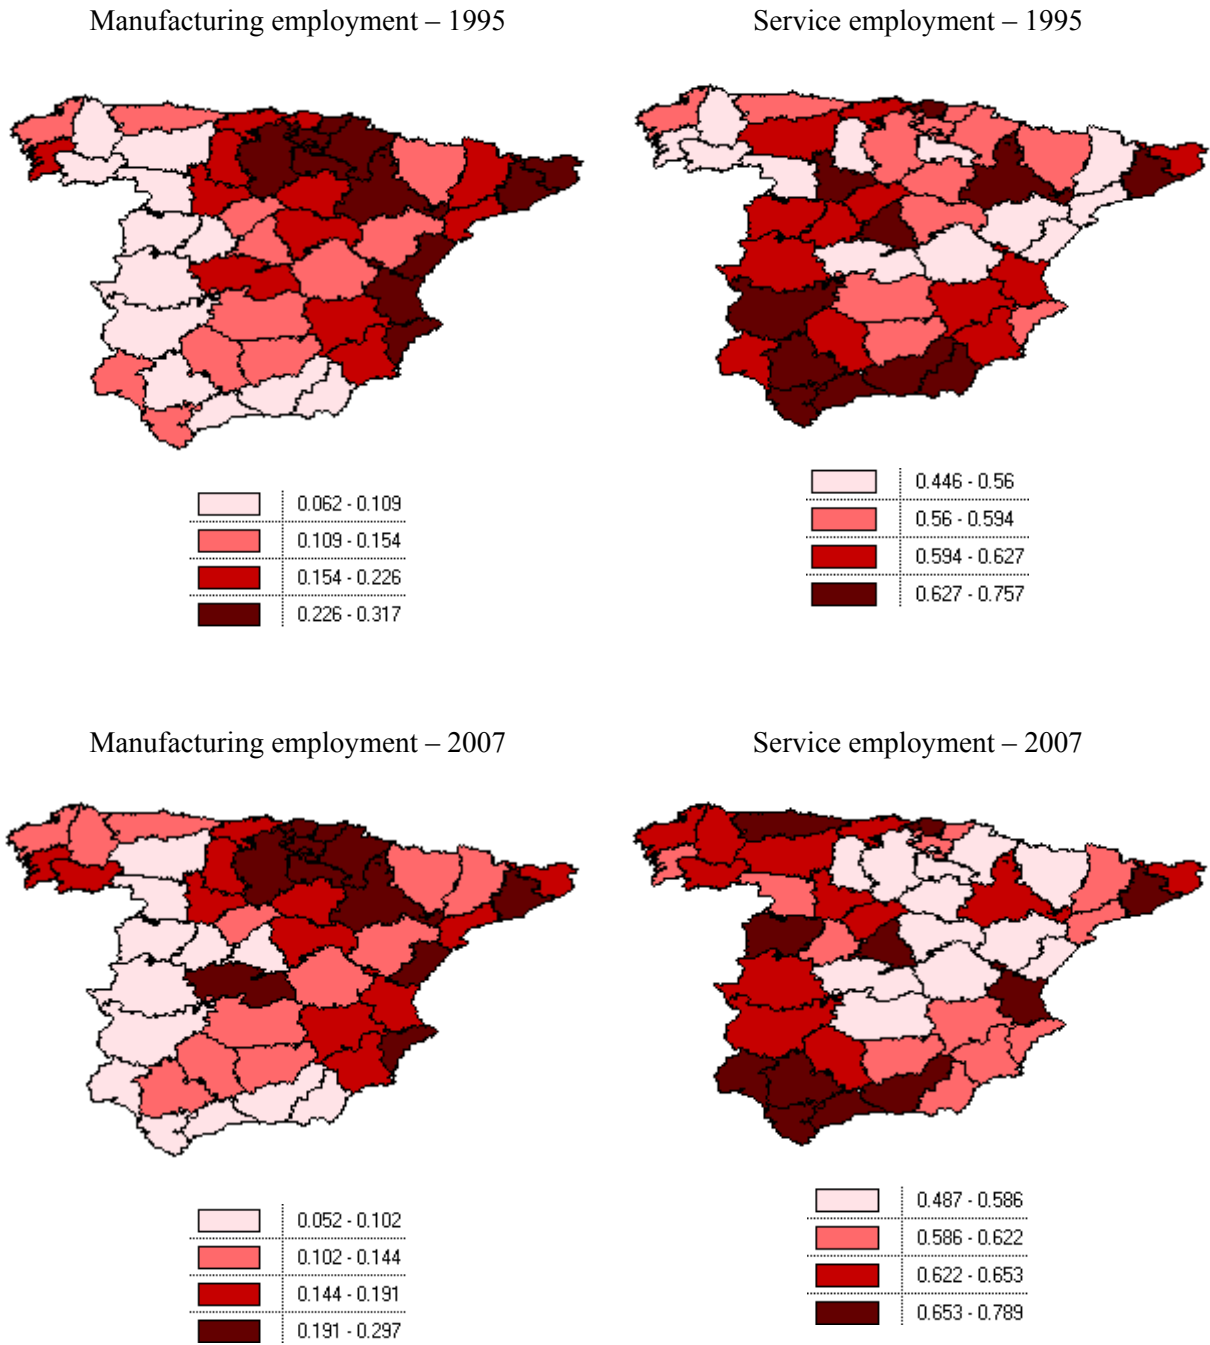 Manufacturing employment – 1995
Service employment – 1995
0.062 - 0.109
0.109 - 0.154
0.154 - 0.226
0.226 - 0.317
0.446 - 0.56
0.56 - 0.594
0.594 - 0.627
0.627 - 0.757
Manufacturing employment – 2007
Service employment – 2007
0.052 - 0.102
0.102 - 0.144
0.144 - 0.191
0.191 - 0.297
0.487 - 0.586
0.586 - 0.622
0.622 - 0.653
0.653 - 0.789